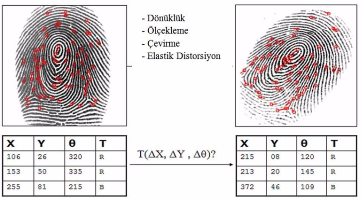 - Dönüklük
- Ölçekleme
- Çevirme
- Elastik Distorsiyon
X Y θ T
106 26 320 R
153 50 335 R
255 81 215 B
T(ΔX, ΔY , Δθ)?
X Y θ T
215 08 120 R
213 20 145 R
372 46 109 B